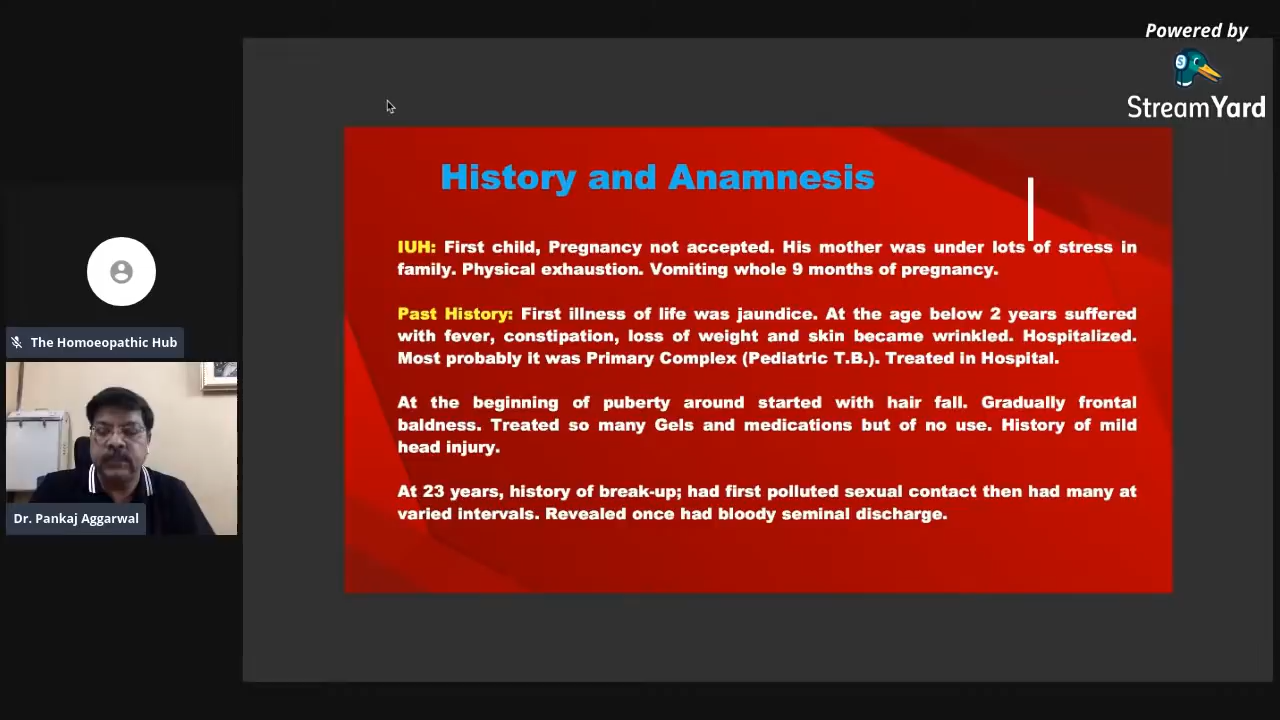 Powered by
StreamYard
History and Anamnesis
IUH: First child, Pregnancy not accepted. His mother was under lots of stress in
family. Physical exhaustion. Vomiting whole 9 months of pregnancy.
Past History: First illness of life was jaundice. At the age below 2 years suffered
with fever, constipation, loss of weight and skin became wrinkled. Hospitalized.
Most probably it was Primary Complex (Pediatric T.B.). Treated in Hospital.
At the beginning of puberty around started with hair fall. Gradually frontal
baldness. Treated so many Gels and medications but of no use. History of mild
head injury.
At 23 years, history of break-up; had first polluted sexual contact then had many at
varied intervals. Revealed once had bloody seminal discharge.
The Homoeopathic Hub
Dr. Pankaj Aggarwal